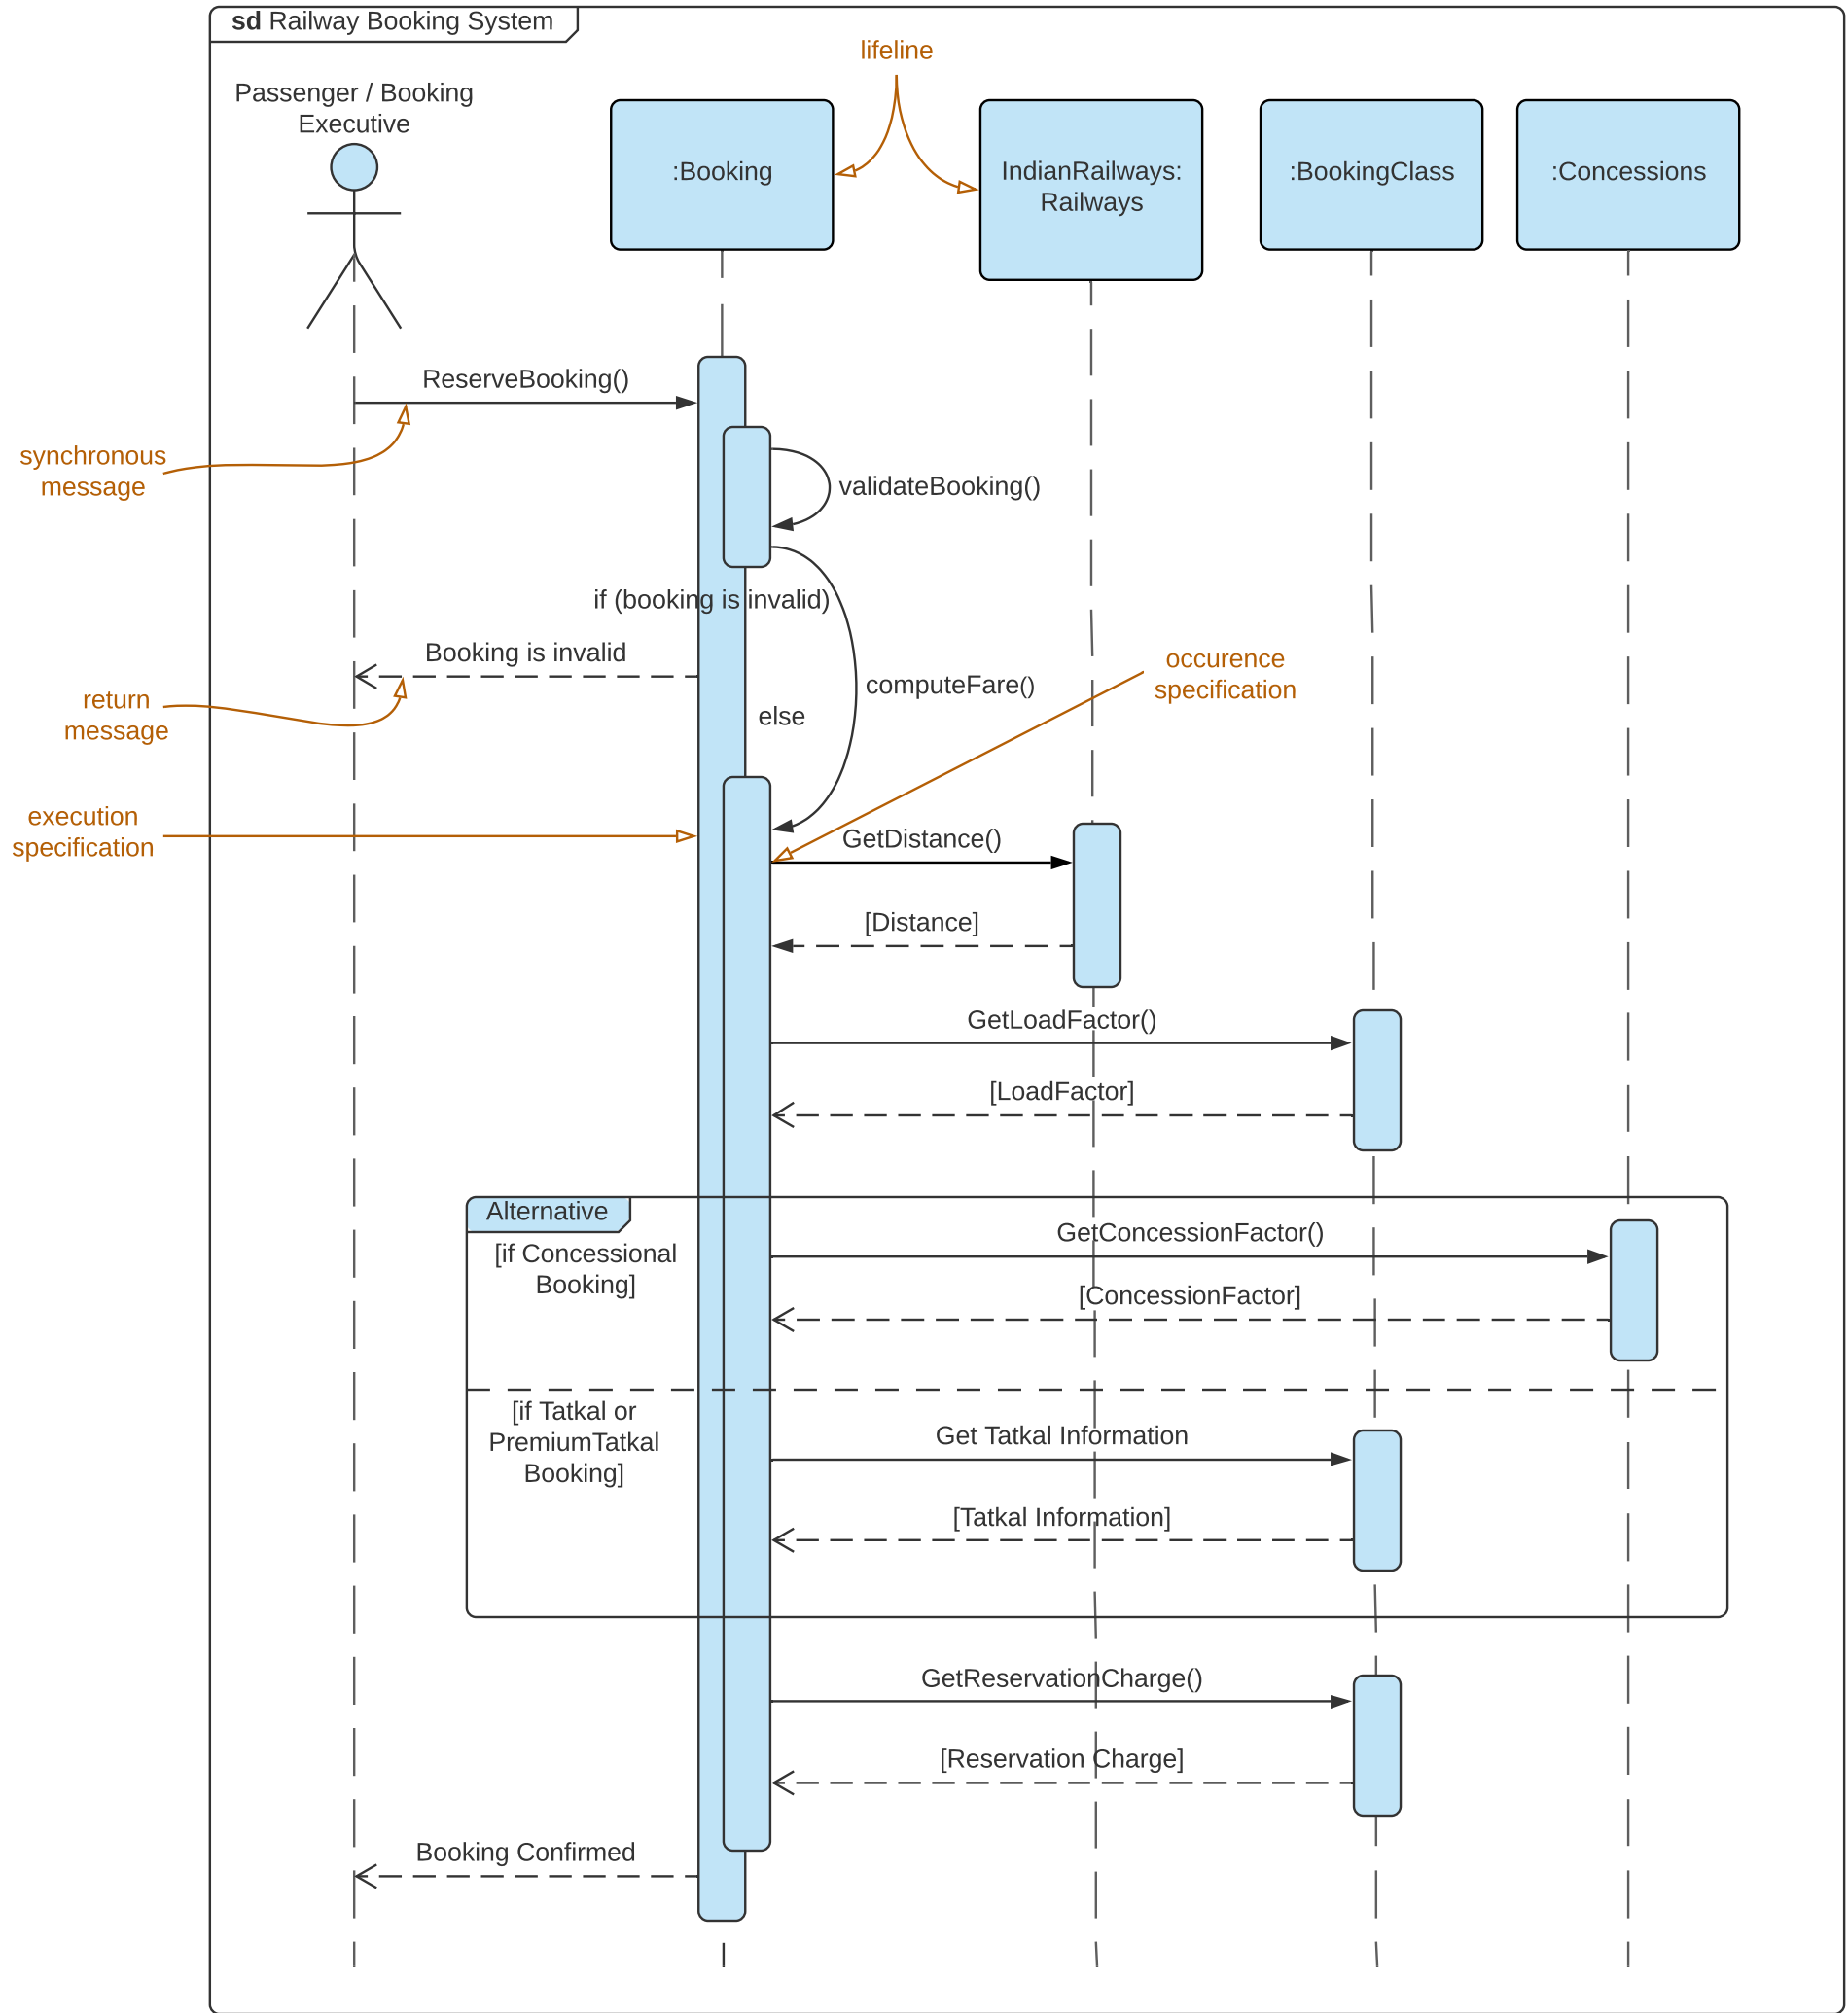 sd Railway Booking System
lifeline
Passenger / Booking
Executive
:Booking
IndianRailways:
Railways
:BookingClass
:Concessions
ReserveBooking()
synchronous
message
validateBooking()
if (booking is invalid)
Booking is invalid
occurence
specification
return
message
computeFare()
else
execution
specification
GetDistance()
[Distance]
GetLoadFactor()
[LoadFactor]
Alternative
GetConcessionFactor()
[if Concessional
Booking]
[ConcessionFactor]
[if Tatkal or
PremiumTatkal
Booking]
Get Tatkal Information
[Tatkal Information]
GetReservationCharge()
[Reservation Charge]
Booking Confirmed